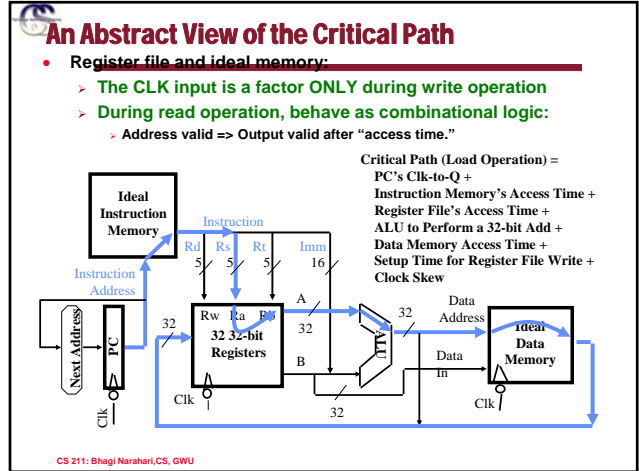 An Abstract View of the Critical Path
• Register file and ideal memory:
➢ The CLK input is a factor ONLY during write operation
➢ During read operation, behave as combinational logic:
➢ Address valid => Output valid after “access time.”
Critical Path (Load Operation) =
PC's Clk-to-Q +
Instruction Memory's Access Time +
Register File's Access Time +
ALU to Perform a 32-bit Add +
Data Memory Access Time +
Setup Time for Register File Write +
Clock Skew
Ideal
Instruction
Memory
Instruction
Rd Rs Rt Imm
5 5 5 16
Instruction
Address
Next Address
PC
Clk
32
Rw Ra Rb
32 32-bit
Registers
Clk
A
32
B
32
ALU
32
Data
Address
Data
In
Ideal
Data
Memory
Clk
CS 211: Bhagi Narahari,CS, GWU